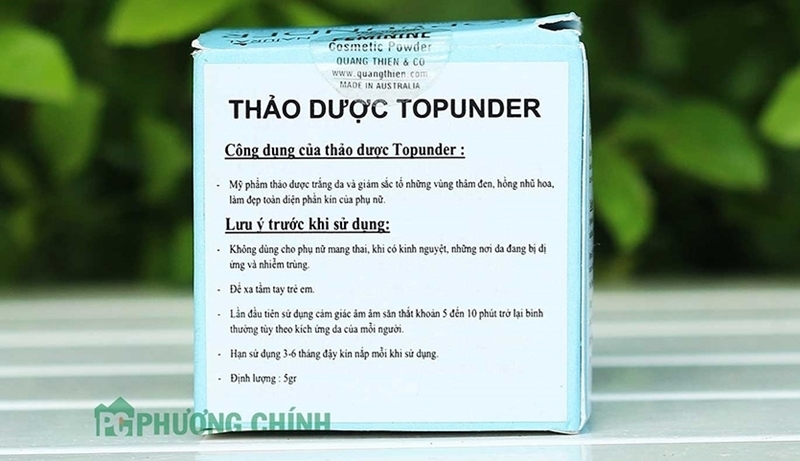 FEMININE
Cosmetic Powder
QUANG THIEN & CO
www.quangthien.com
MADE IN AUSTRALIA
THẢO DƯỢC TOPUNDER
Công dụng của thảo dược Topunder :
- Mỹ phẩm thảo dược trắng da và giảm sắc tố những vùng thâm đen, hồng nhũ hoa,
làm đẹp toàn diện phần kín của phụ nữ.
Lưu ý trước khi sử dụng:
- Không dùng cho phụ nữ mang thai, khi có kinh nguyệt, những nơi da đang bị dị
ứng và nhiễm trùng.
- Để xa tầm tay trẻ em.
- Lần đầu tiên sử dụng cảm giác âm âm săn thắt khoản 5 đến 10 phút trở lại bình
thường tùy theo kích ứng da của mỗi người.
- Hạn sử dụng 3-6 tháng đậy kín nắp mỗi khi sử dụng.
- Định lượng : 5gr
PC PHƯƠNG CHÍNH